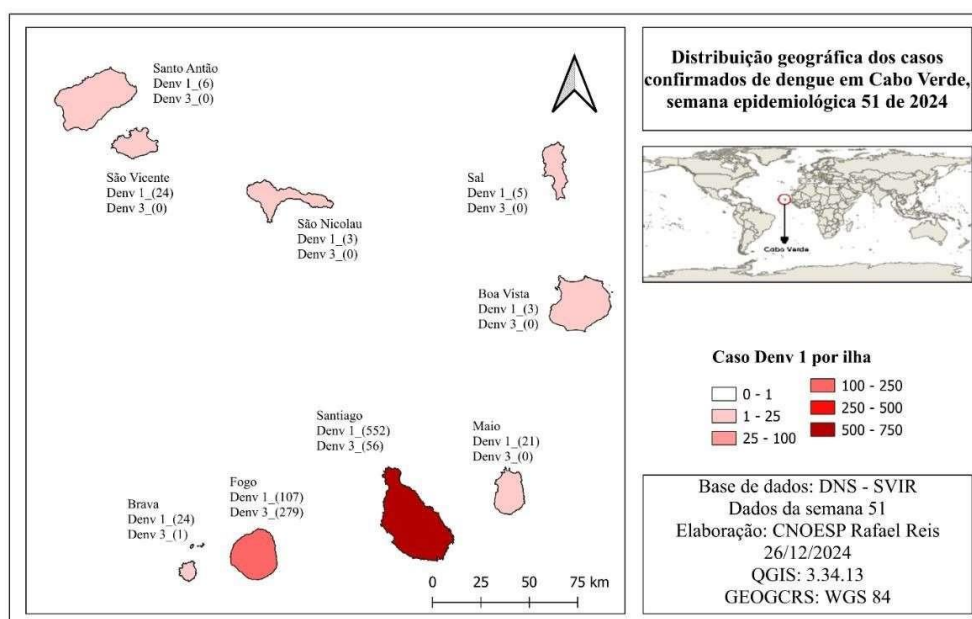 Distribuição geográfica dos casos
confirmados de dengue em Cabo Verde,
semana epidemiológica 51 de 2024
Santo Antão
Denv 1_(6)
Denv 3_(0)
São Vicente
Denv 1_(24)
Denv 3_(0)
São Nicolau
Denv 1_(3)
Denv 3_(0)
Sal
Denv 1_(5)
Denv 3_(0)
Boa Vista
Denv 1_(3)
Denv 3_(0)
Santiago
Denv 1_(552)
Denv 3_(56)
Maio
Denv 1_(21)
Denv 3_(0)
Fogo
Denv 1_(107)
Denv 3_(279)
Brava
Denv 1_(24)
Denv 3_(1)
0 25 50 75 km
Cabo Verde
Caso Denv 1 por ilha
0 - 1
1 - 25
25 - 100
100 - 250
250 - 500
500 - 750
Base de dados: DNS - SVIR
Dados da semana 51
Elaboração: CNOESP Rafael Reis
26/12/2024
QGIS: 3.34.13
GEOGCRS: WGS 84